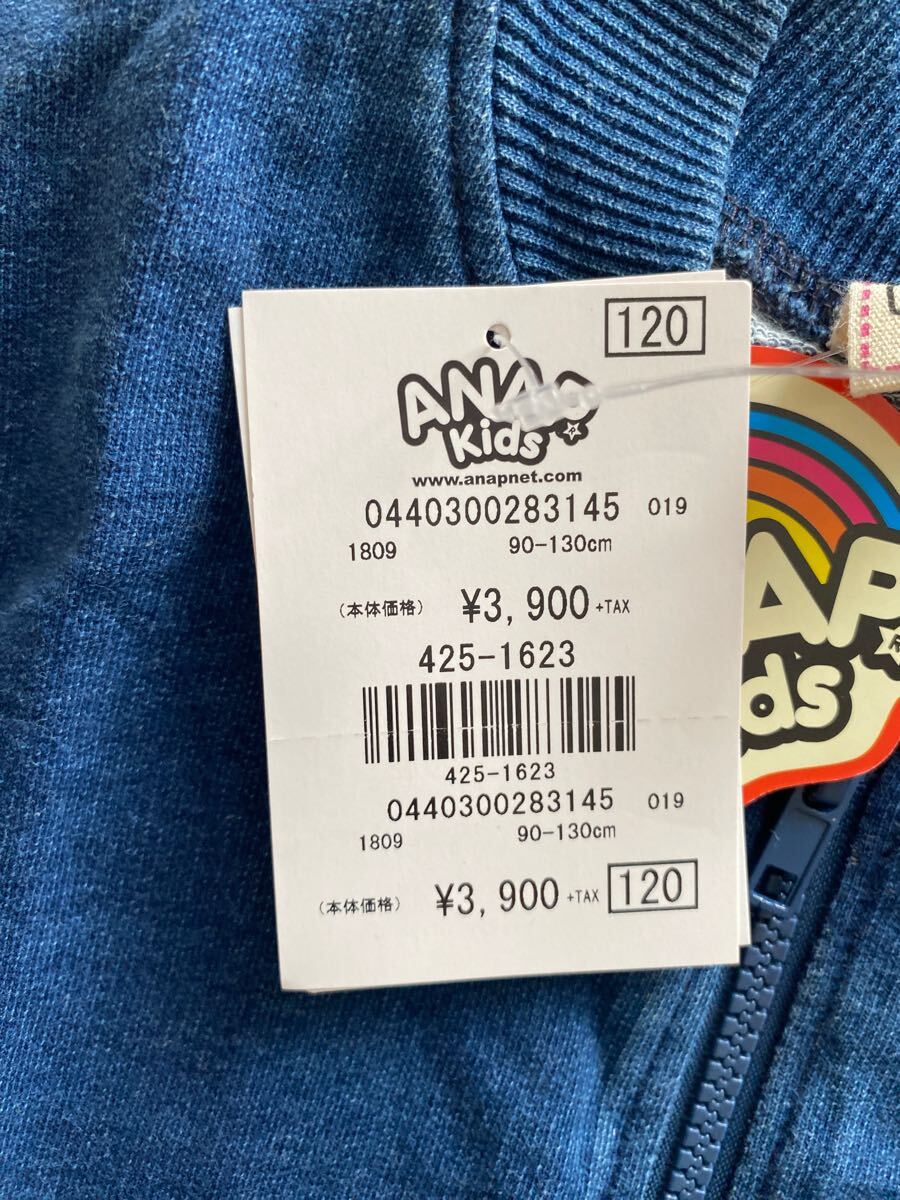 120
ANAP
Kids
www.anapnet.com
0440300283145 019
1809 90-130cm
(本体価格) ¥3,900 +TAX
425-1623
425-1623
0440300283145 019
1809 90-130cm
(本体価格) ¥3,900 +TAX 120
AP
ds